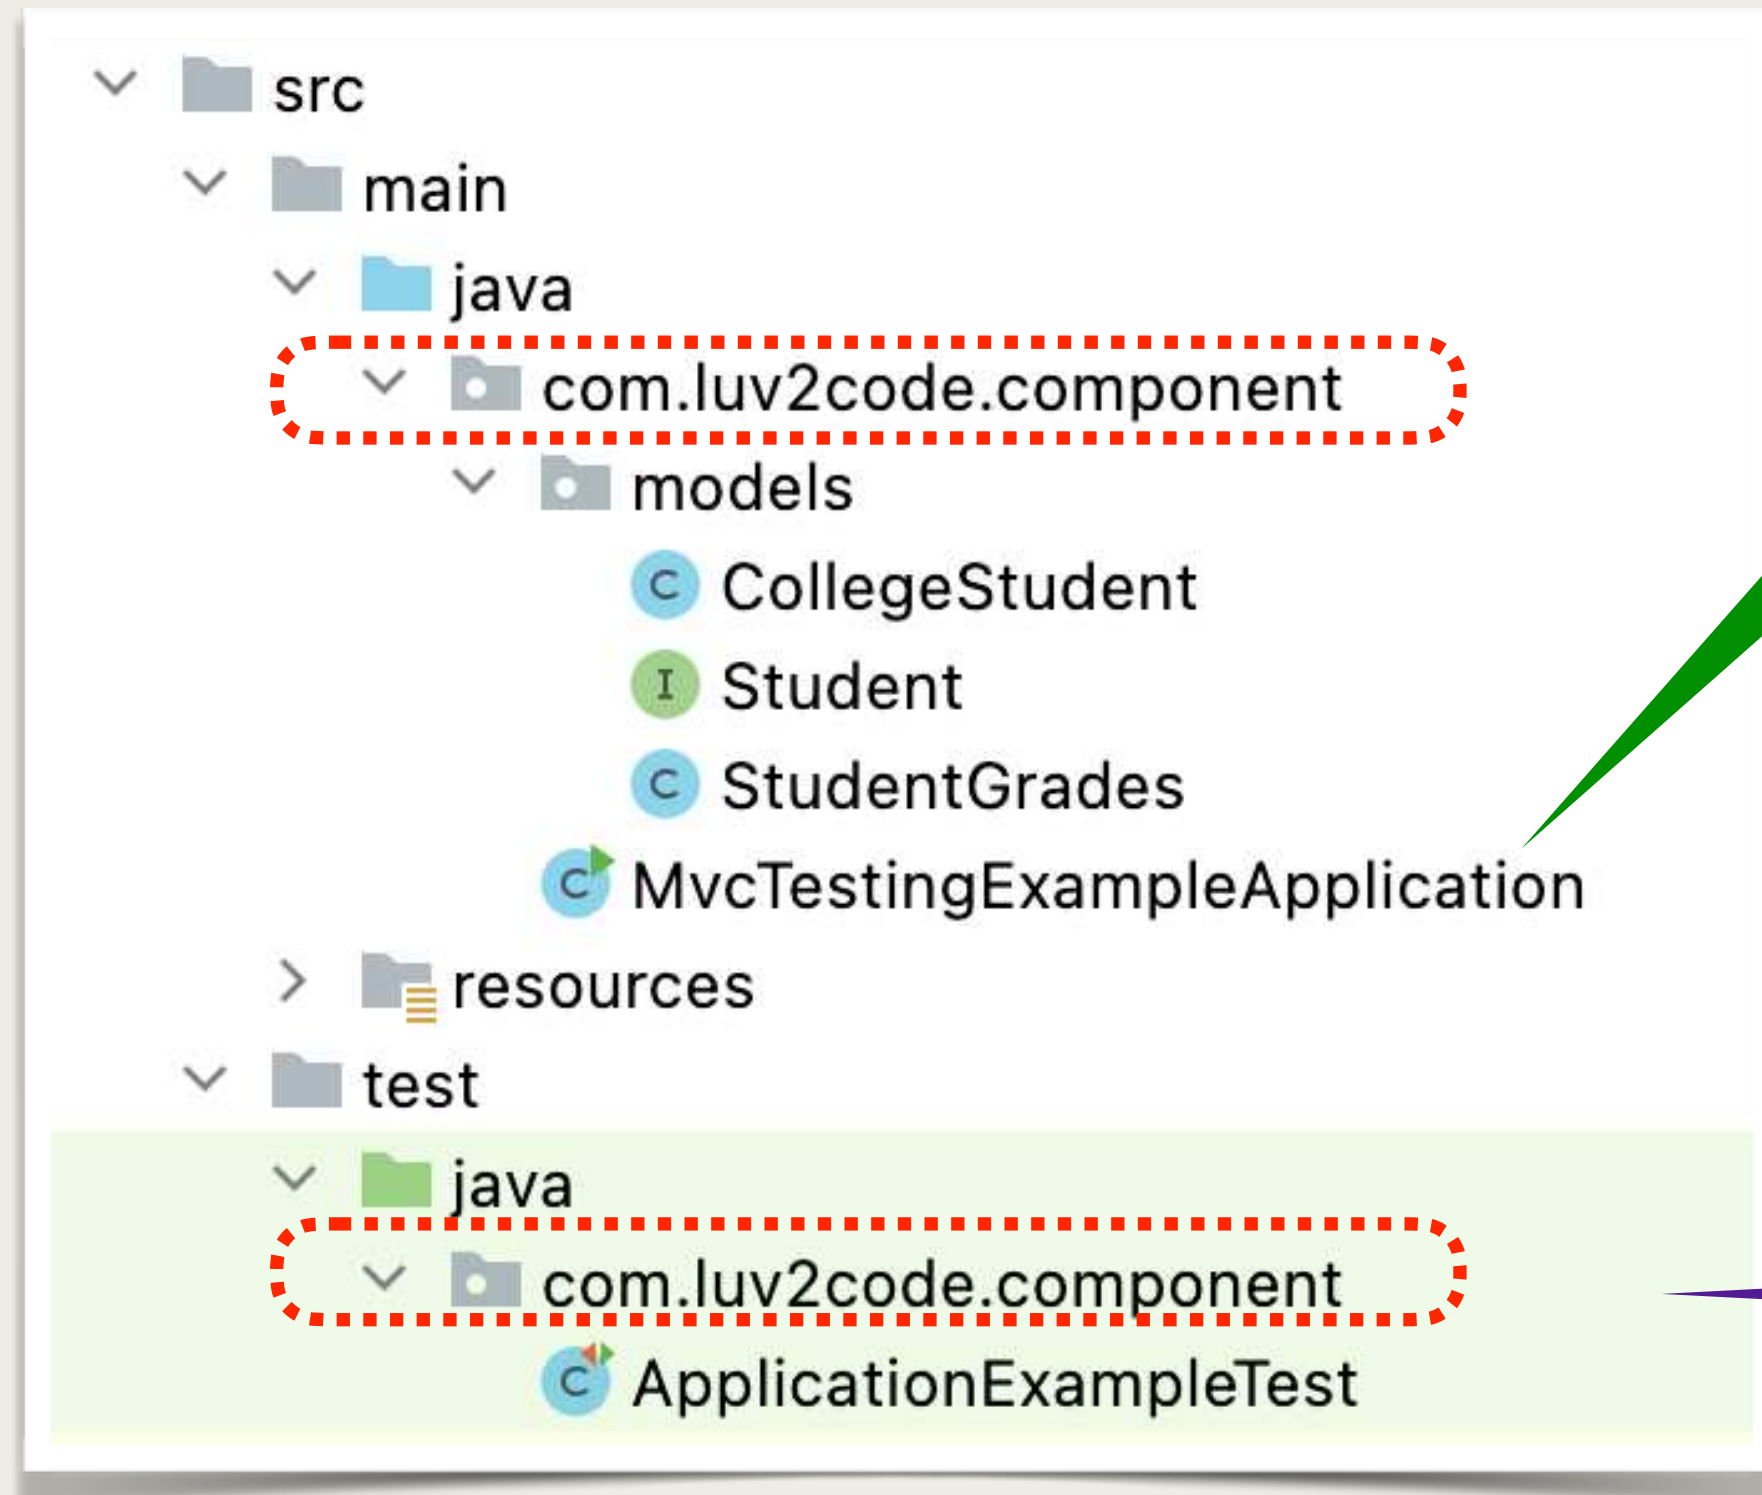 src
main
java
com.luv2code.component
models
C CollegeStudent
I Student
C StudentGrades
C MvcTestingExampleApplication
resources
test
java
com.luv2code.component
C ApplicationExampleTest